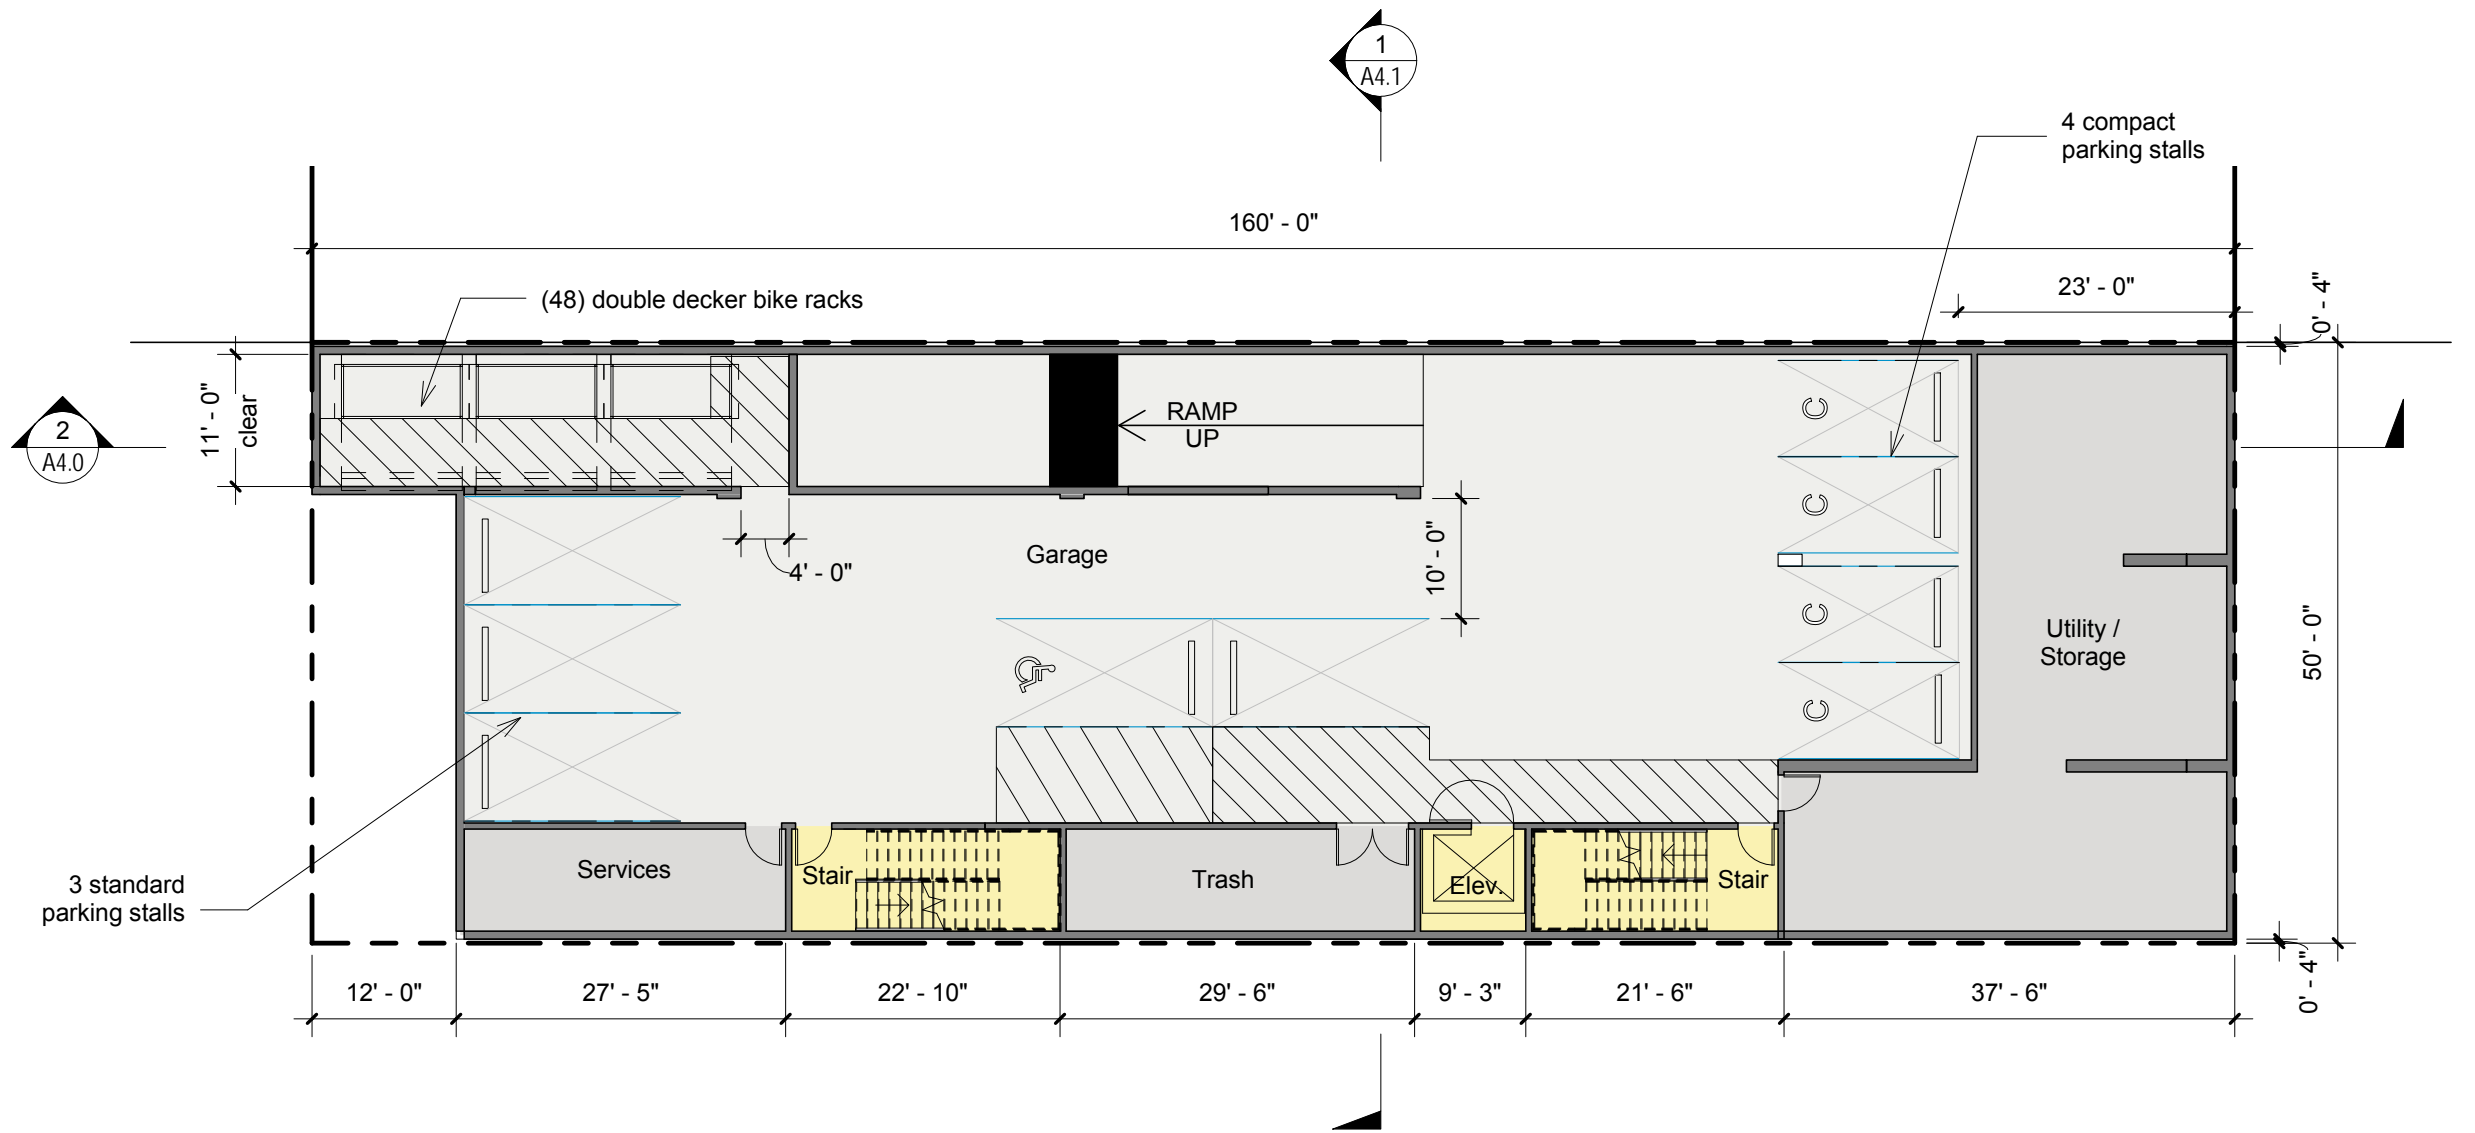 1
A4.1
4 compact
parking stalls
160' - 0"
23' - 0"
0' - 4"
(48) double decker bike racks
11' - 0"
clear
RAMP
UP
C
2
A4.0
C
Garage
10' - 0"
4' - 0"
C
Utility /
Storage
50' - 0"
C
3 standard
parking stalls
Services
Stair
Trash
Elev.
Stair
0' - 4"
12' - 0"
27' - 5"
22' - 10"
29' - 6"
9' - 3"
21' - 6"
37' - 6"